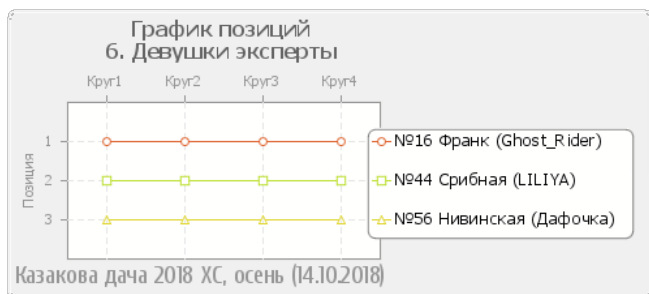 График позиций
6. Девушки эксперты
Круг1 Круг2 Круг3 Круг4
Позиция
1
2
3
№16 Франк (Ghost_Rider)
№44 Срибная (LILIYA)
№56 Нивинская (Дафочка)
Казакова дача 2018 XC, осень (14.10.2018)